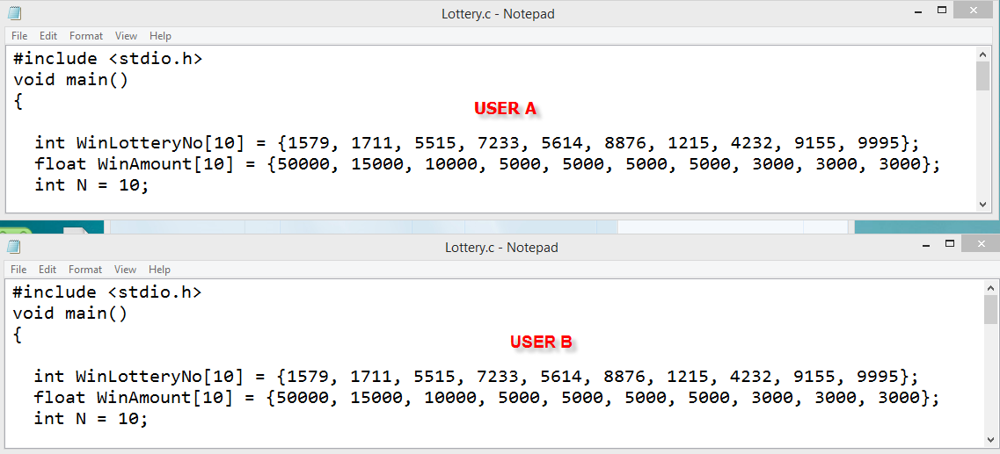 Lottery.c - Notepad
File Edit Format View Help
#include <stdio.h>
void main()
{
USER A
int WinLotteryNo[10] = {1579, 1711, 5515, 7233, 5614, 8876, 1215, 4232, 9155, 9995};
float WinAmount[10] = {50000, 15000, 10000, 5000, 5000, 5000, 5000, 3000, 3000, 3000};
int N = 10;
Lottery.c - Notepad
File Edit Format View Help
#include <stdio.h>
void main()
{
USER B
int WinLotteryNo[10] = {1579, 1711, 5515, 7233, 5614, 8876, 1215, 4232, 9155, 9995};
float WinAmount[10] = {50000, 15000, 10000, 5000, 5000, 5000, 5000, 3000, 3000, 3000};
int N = 10;